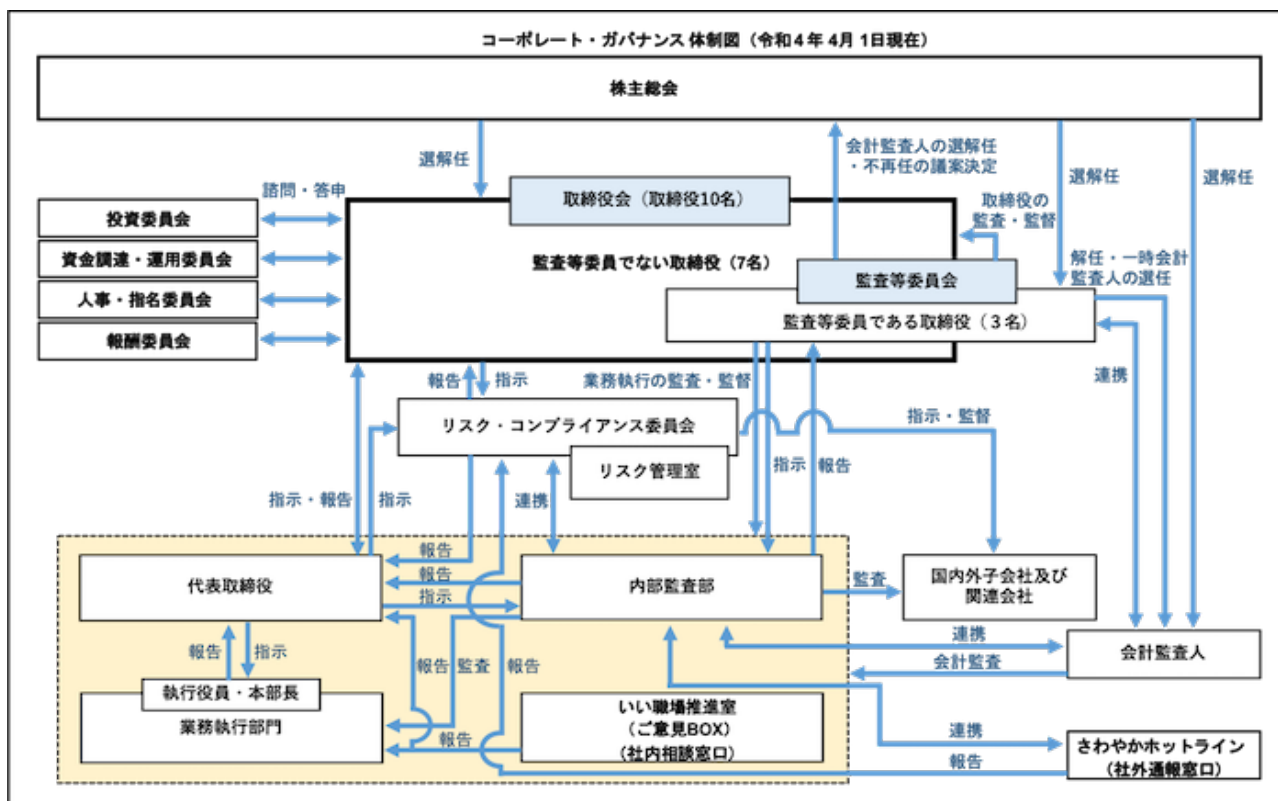 コーポレート・ガバナンス 体制図（令和４年 4月 1日現在）
株主総会
選解任
会計監査人の選解任
・不再任の議案決定
選解任
選解任
諮問・答申
取締役会（取締役10名）
取締役の
監査・監督
投資委員会
資金調達・運用委員会
人事・指名委員会
報酬委員会
監査等委員でない取締役（7名）
解任・一時会計
監査人の選任
監査等委員会
監査等委員である取締役（３名）
報告
指示
業務執行の監査・監督
連携
リスク・コンプライアンス委員会
指示・監督
リスク管理室
指示
報告
指示・報告
指示
連携
報告
代表取締役
報告
指示
内部監査部
監査
国内外子会社及び
関連会社
報告
指示
報告
監査
報告
連携
会計監査
会計監査人
執行役員・本部長
業務執行部門
報告
いい職場推進室
（ご意見BOX）
（社内相談窓口）
連携
報告
さわやかホットライン
（社外通報窓口）